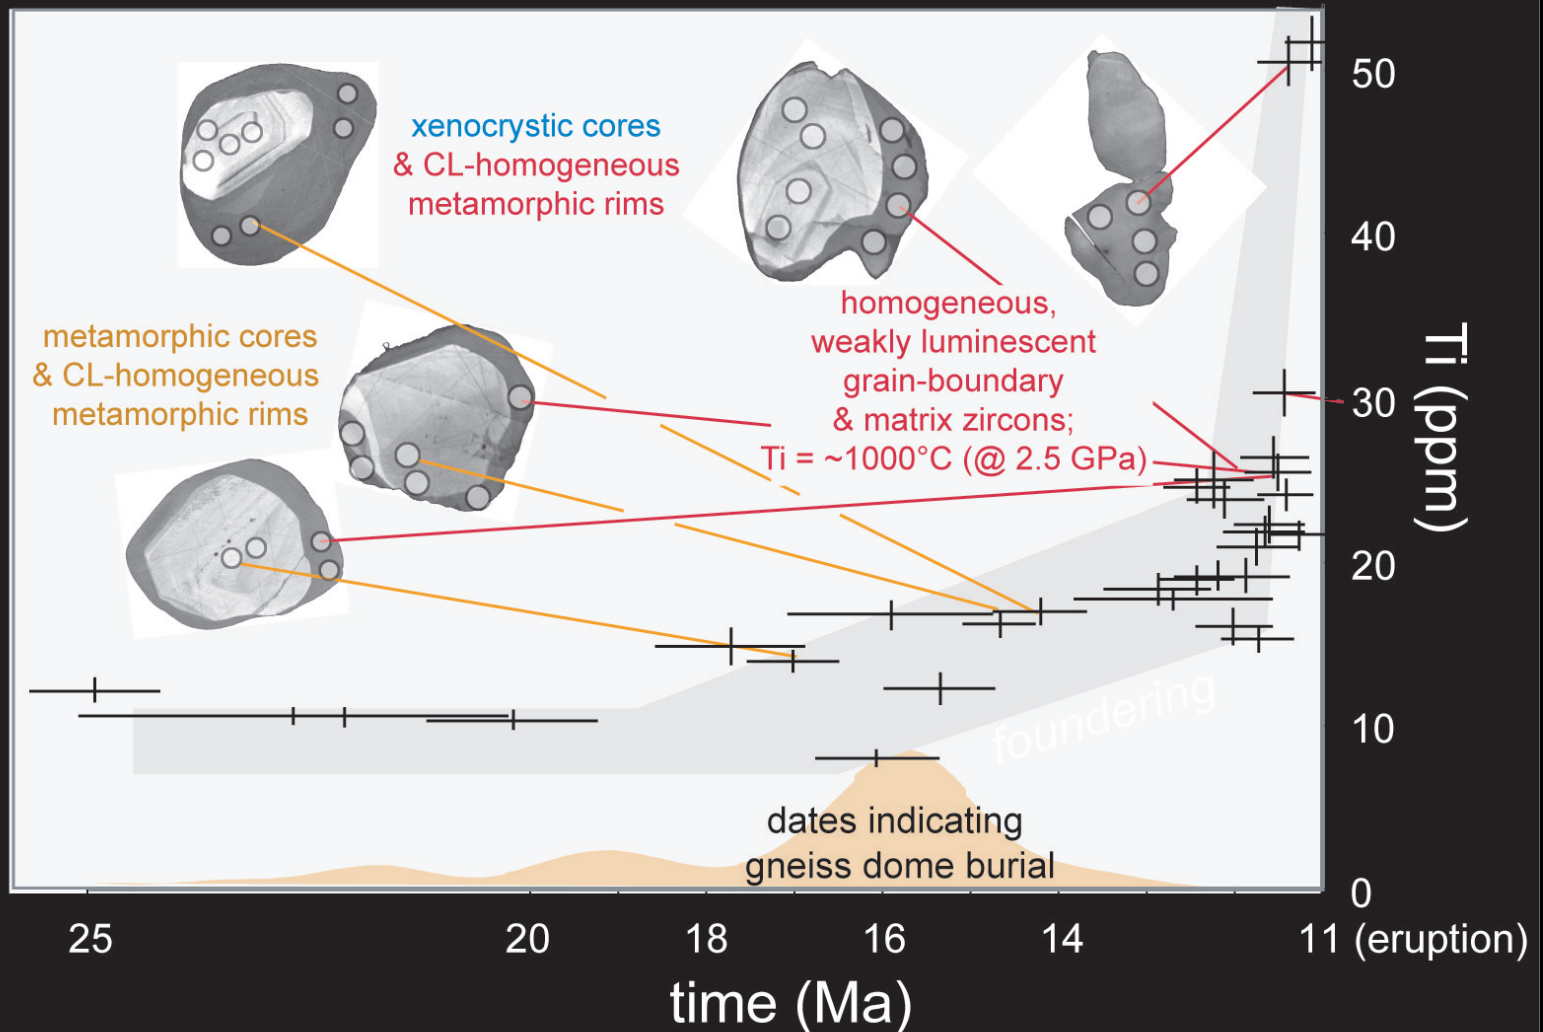 xenocrystic cores
& CL-homogeneous
metamorphic rims
metamorphic cores
& CL-homogeneous
metamorphic rims
homogeneous,
weakly luminescent
grain-boundary
& matrix zircons;
Ti = ~1000°C (@ 2.5 GPa)
foundering
dates indicating
gneiss dome burial
50
40
30
20
10
0
Ti (ppm)
25 20 18 16 14 11 (eruption)
time (Ma)